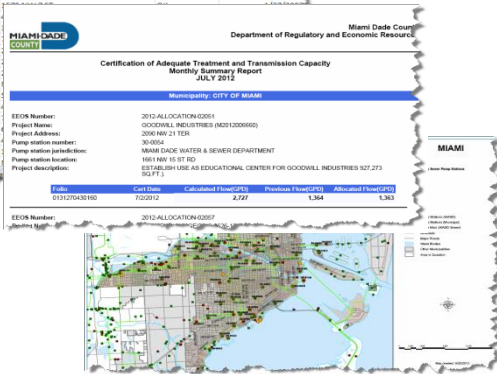 MIAMI-DADE
COUNTY
Miami Dade Coun
Department of Regulatory and Economic Resourc
Certification of Adequate Treatment and Transmission Capacity
Monthly Summary Report
JULY 2012
Municipality: CITY OF MIAMI
EEOS Number: 2012-ALLOCATION-02051
Project Name: GOODWILL INDUSTRIES (M2012006660)
Project Address: 2090 NW 21 TER
Pump station number: 30-0054
Pump station jurisdiction: MIAMI DADE WATER & SEWER DEPARTMENT
Pump station location: 1661 NW 15 ST RD
Project description: ESTABLISH USE AS EDUCATIONAL CENTER FOR GOODWILL INDUSTRIES 927,273
SQ.FT.).
Folio Cert Date Calculated Flow(GPD) Previous Flow(GPD) Allocated Flow(GPD)
0131270430160 7/2/2012 2,727 1,364 1,363
EEOS Number: 2012-ALLOCATION-02057
MIAMI